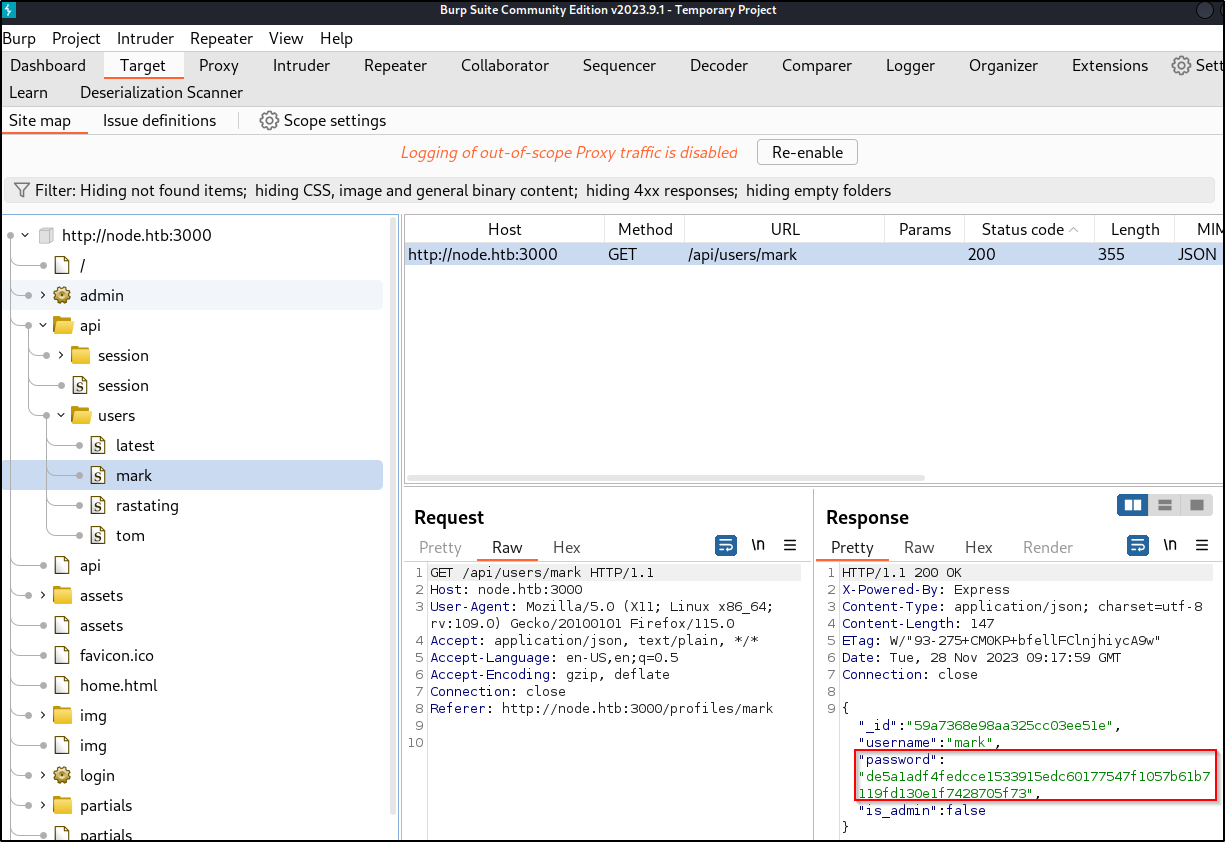 Burp Suite Community Edition v2023.9.1 - Temporary Project
Burp Project Intruder Repeater View Help
Dashboard Target Proxy Intruder Repeater Collaborator Sequencer Decoder Comparer Logger Organizer Extensions Sett
Learn Deserialization Scanner
Site map Issue definitions Scope settings
Logging of out-of-scope Proxy traffic is disabled Re-enable
Filter: Hiding not found items; hiding CSS, image and general binary content; hiding 4xx responses; hiding empty folders
http://node.htb:3000
/
admin
api
session
session
users
latest
mark
rastating
tom
api
assets
assets
favicon.ico
home.html
img
img
login
partials
partials
Host Method URL Params Status code Length MIM
http://node.htb:3000 GET /api/users/mark 200 355 JSON
Request
Pretty Raw Hex \n
1 GET /api/users/mark HTTP/1.1
2 Host: node.htb:3000
3 User-Agent: Mozilla/5.0 (X11; Linux x86_64;
rv:109.0) Gecko/20100101 Firefox/115.0
4 Accept: application/json, text/plain, */*
5 Accept-Language: en-US,en;q=0.5
6 Accept-Encoding: gzip, deflate
7 Connection: close
8 Referer: http://node.htb:3000/profiles/mark
9
10
Response
Pretty Raw Hex Render \n
1 HTTP/1.1 200 OK
2 X-Powered-By: Express
3 Content-Type: application/json; charset=utf-8
4 Content-Length: 147
5 ETag: W/"93-275+CM0KP+bfellFClnjhiycA9w"
6 Date: Tue, 28 Nov 2023 09:17:59 GMT
7 Connection: close
8
9 {
"_id":"59a7368e98aa325cc03ee51e",
"username":"mark",
"password":
"de5a1adf4fedcce1533915edc60177547f1057b61b7
119fd130e1f7428705f73",
"is_admin":false
}